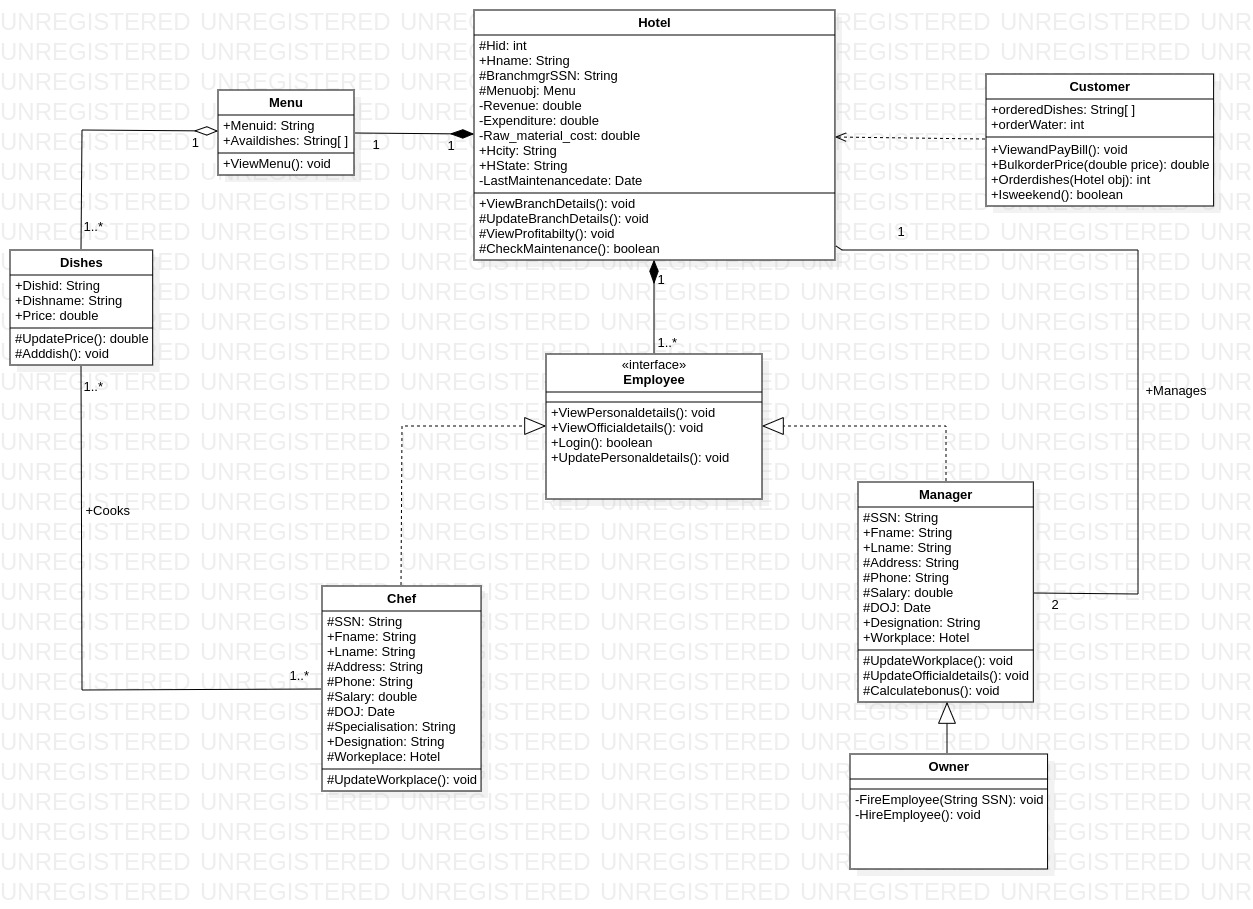 Hotel
#Hid: int
+Hname: String
#BranchmgrSSN: String
#Menuobj: Menu
-Revenue: double
-Expenditure: double
-Raw_material_cost: double
+Hcity: String
+HState: String
-LastMaintenancedate: Date
+ViewBranchDetails(): void
#UpdateBranchDetails(): void
#ViewProfitabilty(): void
#CheckMaintenance(): boolean
Menu
+Menuid: String
+Availdishes: String[ ]
+ViewMenu(): void
1
1
1
Customer
+orderedDishes: String[ ]
+orderWater: int
+ViewandPayBill(): void
+BulkorderPrice(double price): double
+Orderdishes(Hotel obj): int
+Isweekend(): boolean
1..*
1
Dishes
+Dishid: String
+Dishname: String
+Price: double
#UpdatePrice(): double
#Adddish(): void
1..*
1
1..*
«interface»
Employee
+ViewPersonaldetails(): void
+ViewOfficialdetails(): void
+Login(): boolean
+UpdatePersonaldetails(): void
+Manages
+Cooks
Manager
#SSN: String
+Fname: String
+Lname: String
#Address: String
#Phone: String
#Salary: double
#DOJ: Date
+Designation: String
+Workplace: Hotel
#UpdateWorkplace(): void
#UpdateOfficialdetails(): void
#Calculatebonus(): void
2
Chef
#SSN: String
+Fname: String
+Lname: String
#Address: String
#Phone: String
#Salary: double
#DOJ: Date
#Specialisation: String
+Designation: String
#Workeplace: Hotel
#UpdateWorkplace(): void
1..*
Owner
-FireEmployee(String SSN): void
-HireEmployee(): void
UNREGISTERED